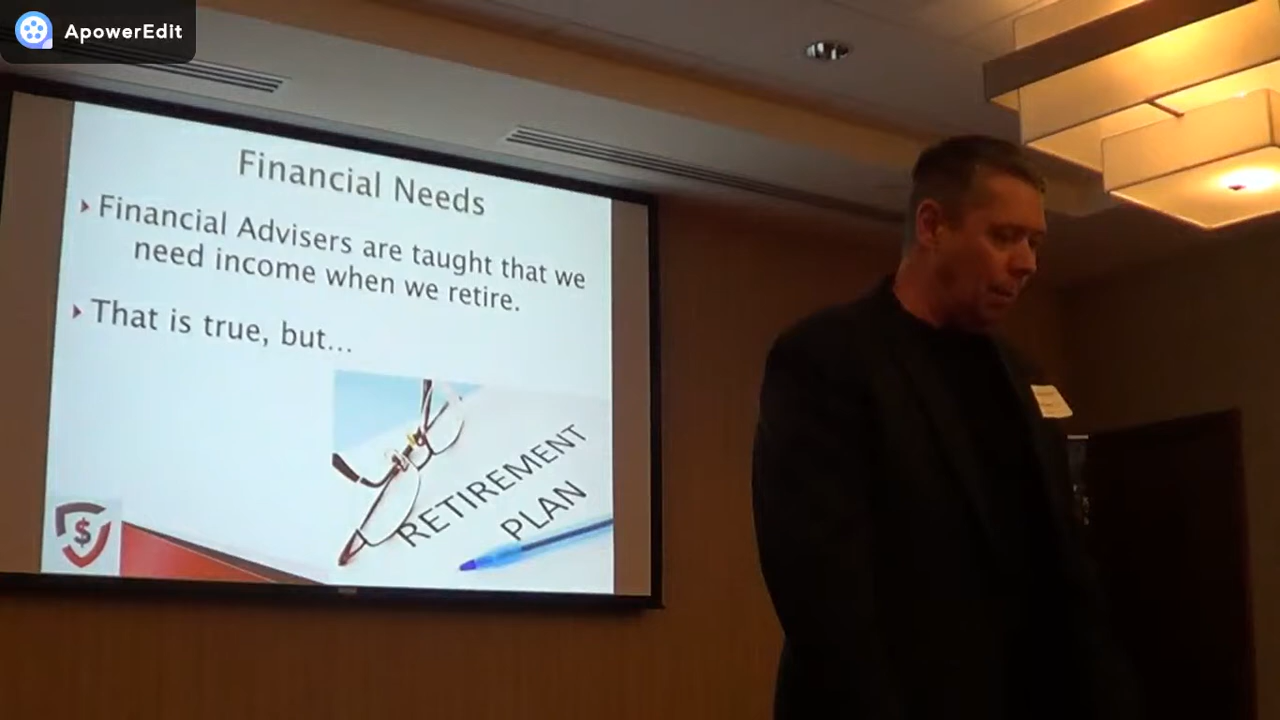 ApowerEdit
Financial Needs
Financial Advisers are taught that we
need income when we retire.
That is true, but...
RETIREMENT
PLAN
$